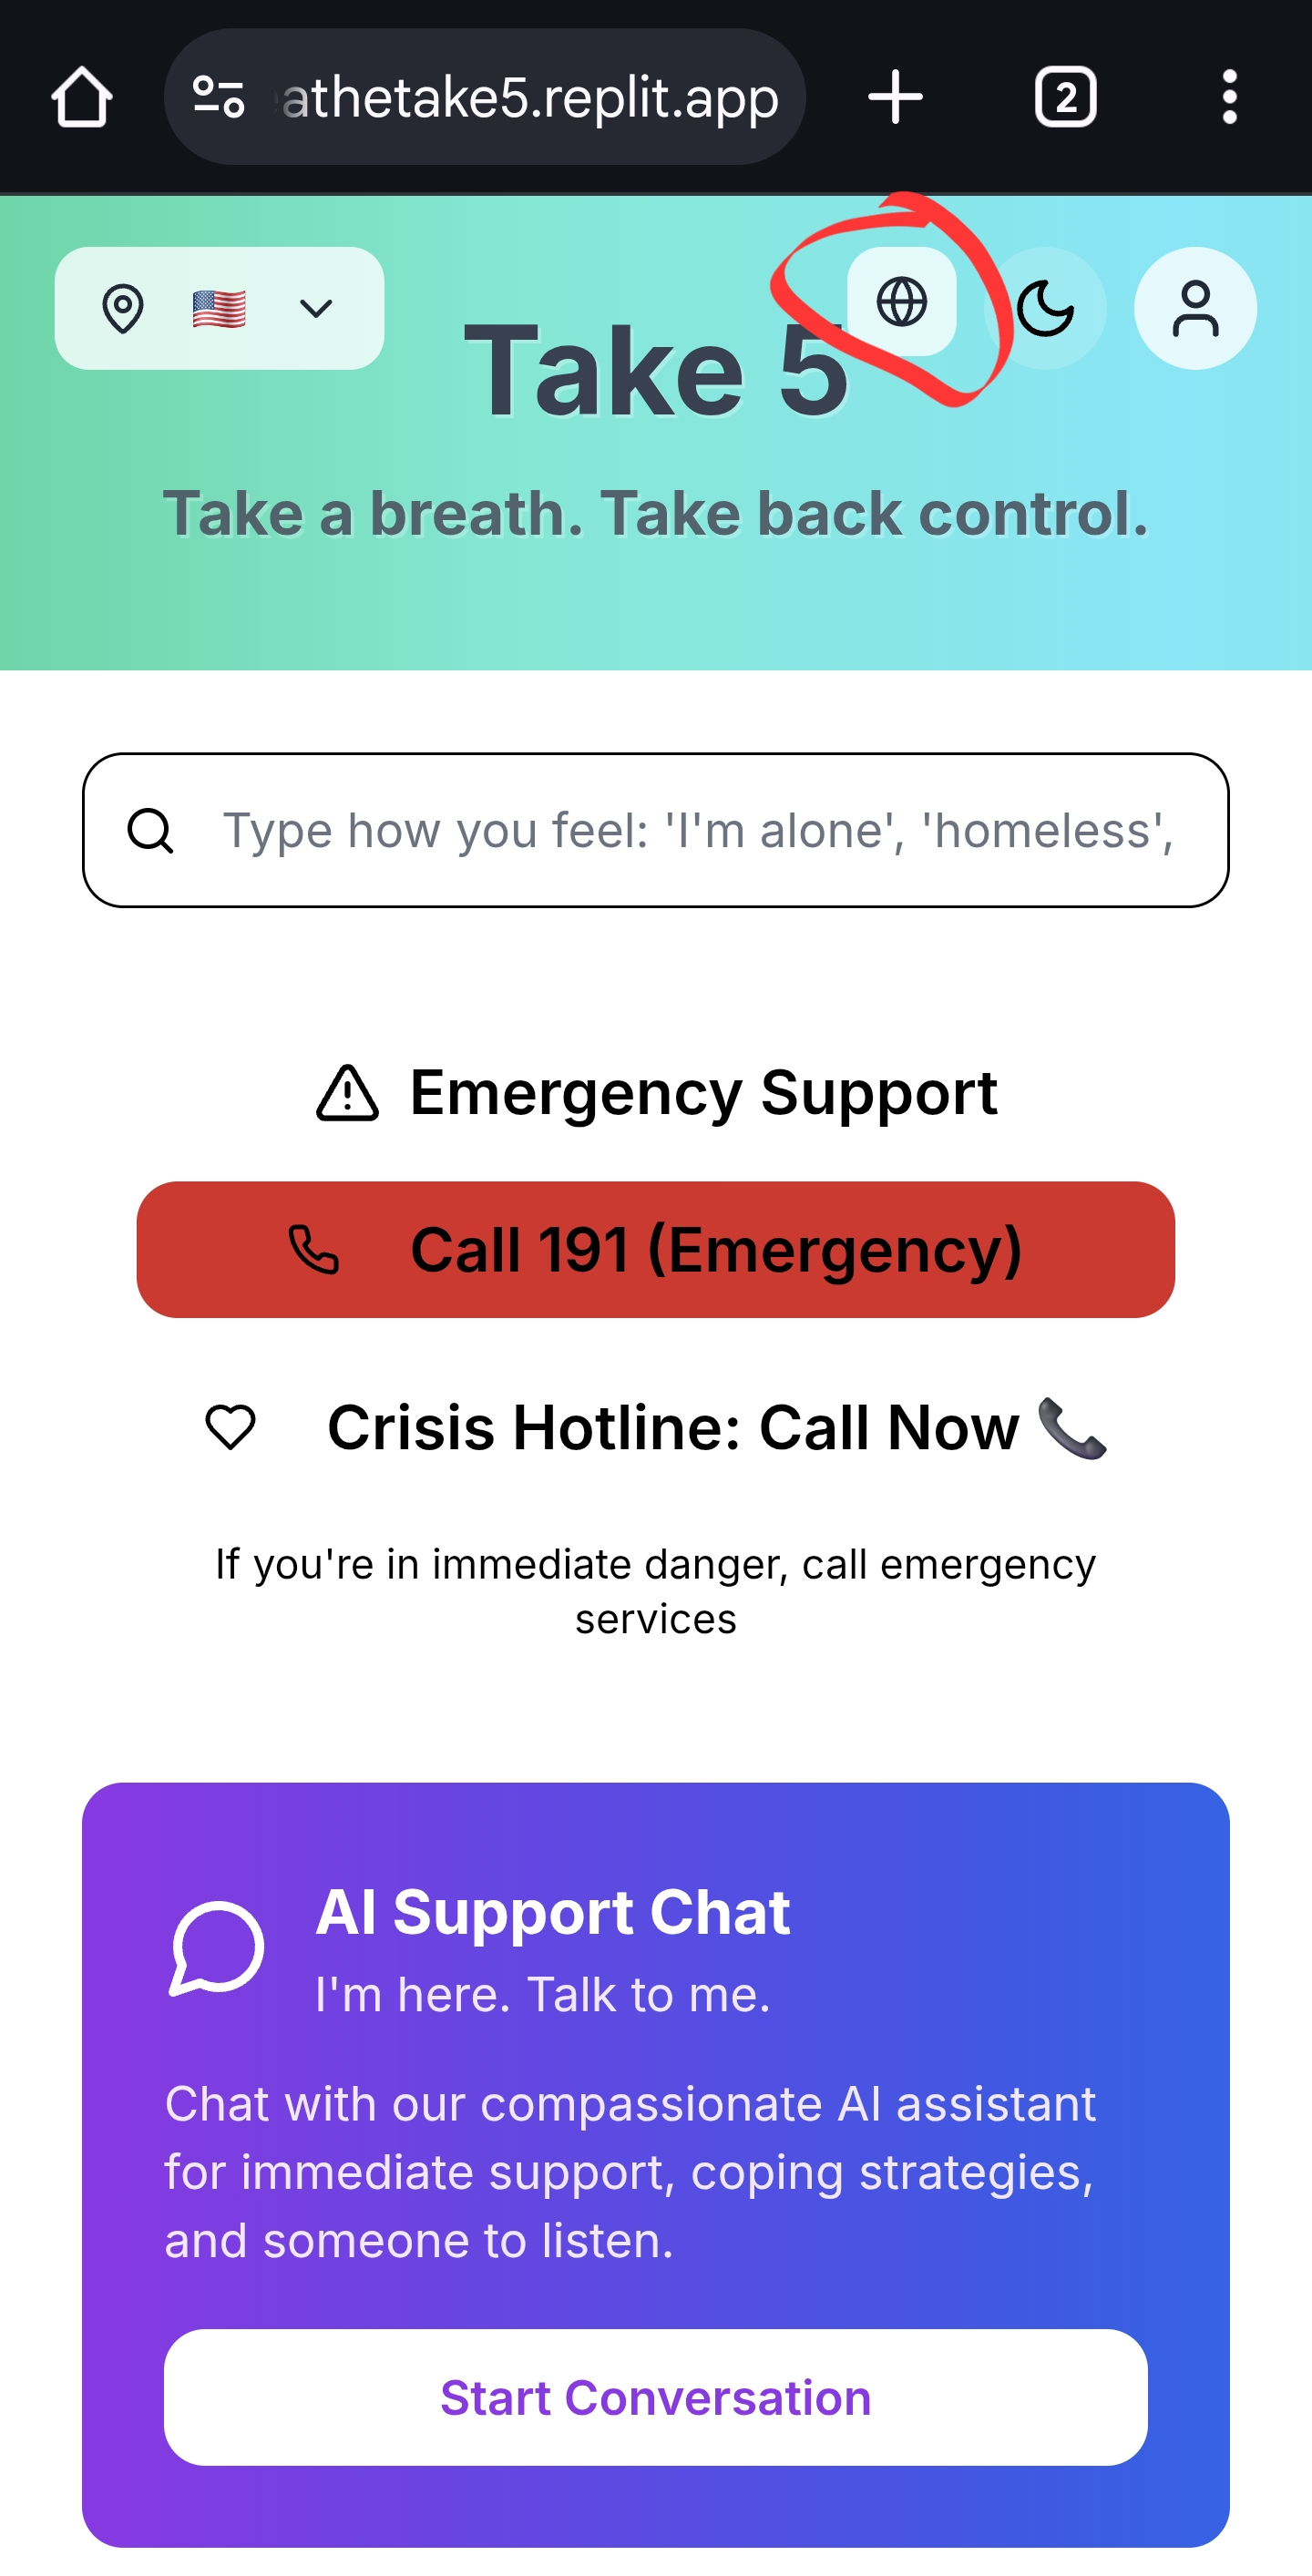 athetake5.replit.app
2
Take 5
Take a breath. Take back control.
Type how you feel: 'I'm alone', 'homeless',
Emergency Support
Call 191 (Emergency)
Crisis Hotline: Call Now 📞
If you're in immediate danger, call emergency
services
AI Support Chat
I'm here. Talk to me.
Chat with our compassionate AI assistant
for immediate support, coping strategies,
and someone to listen.
Start Conversation